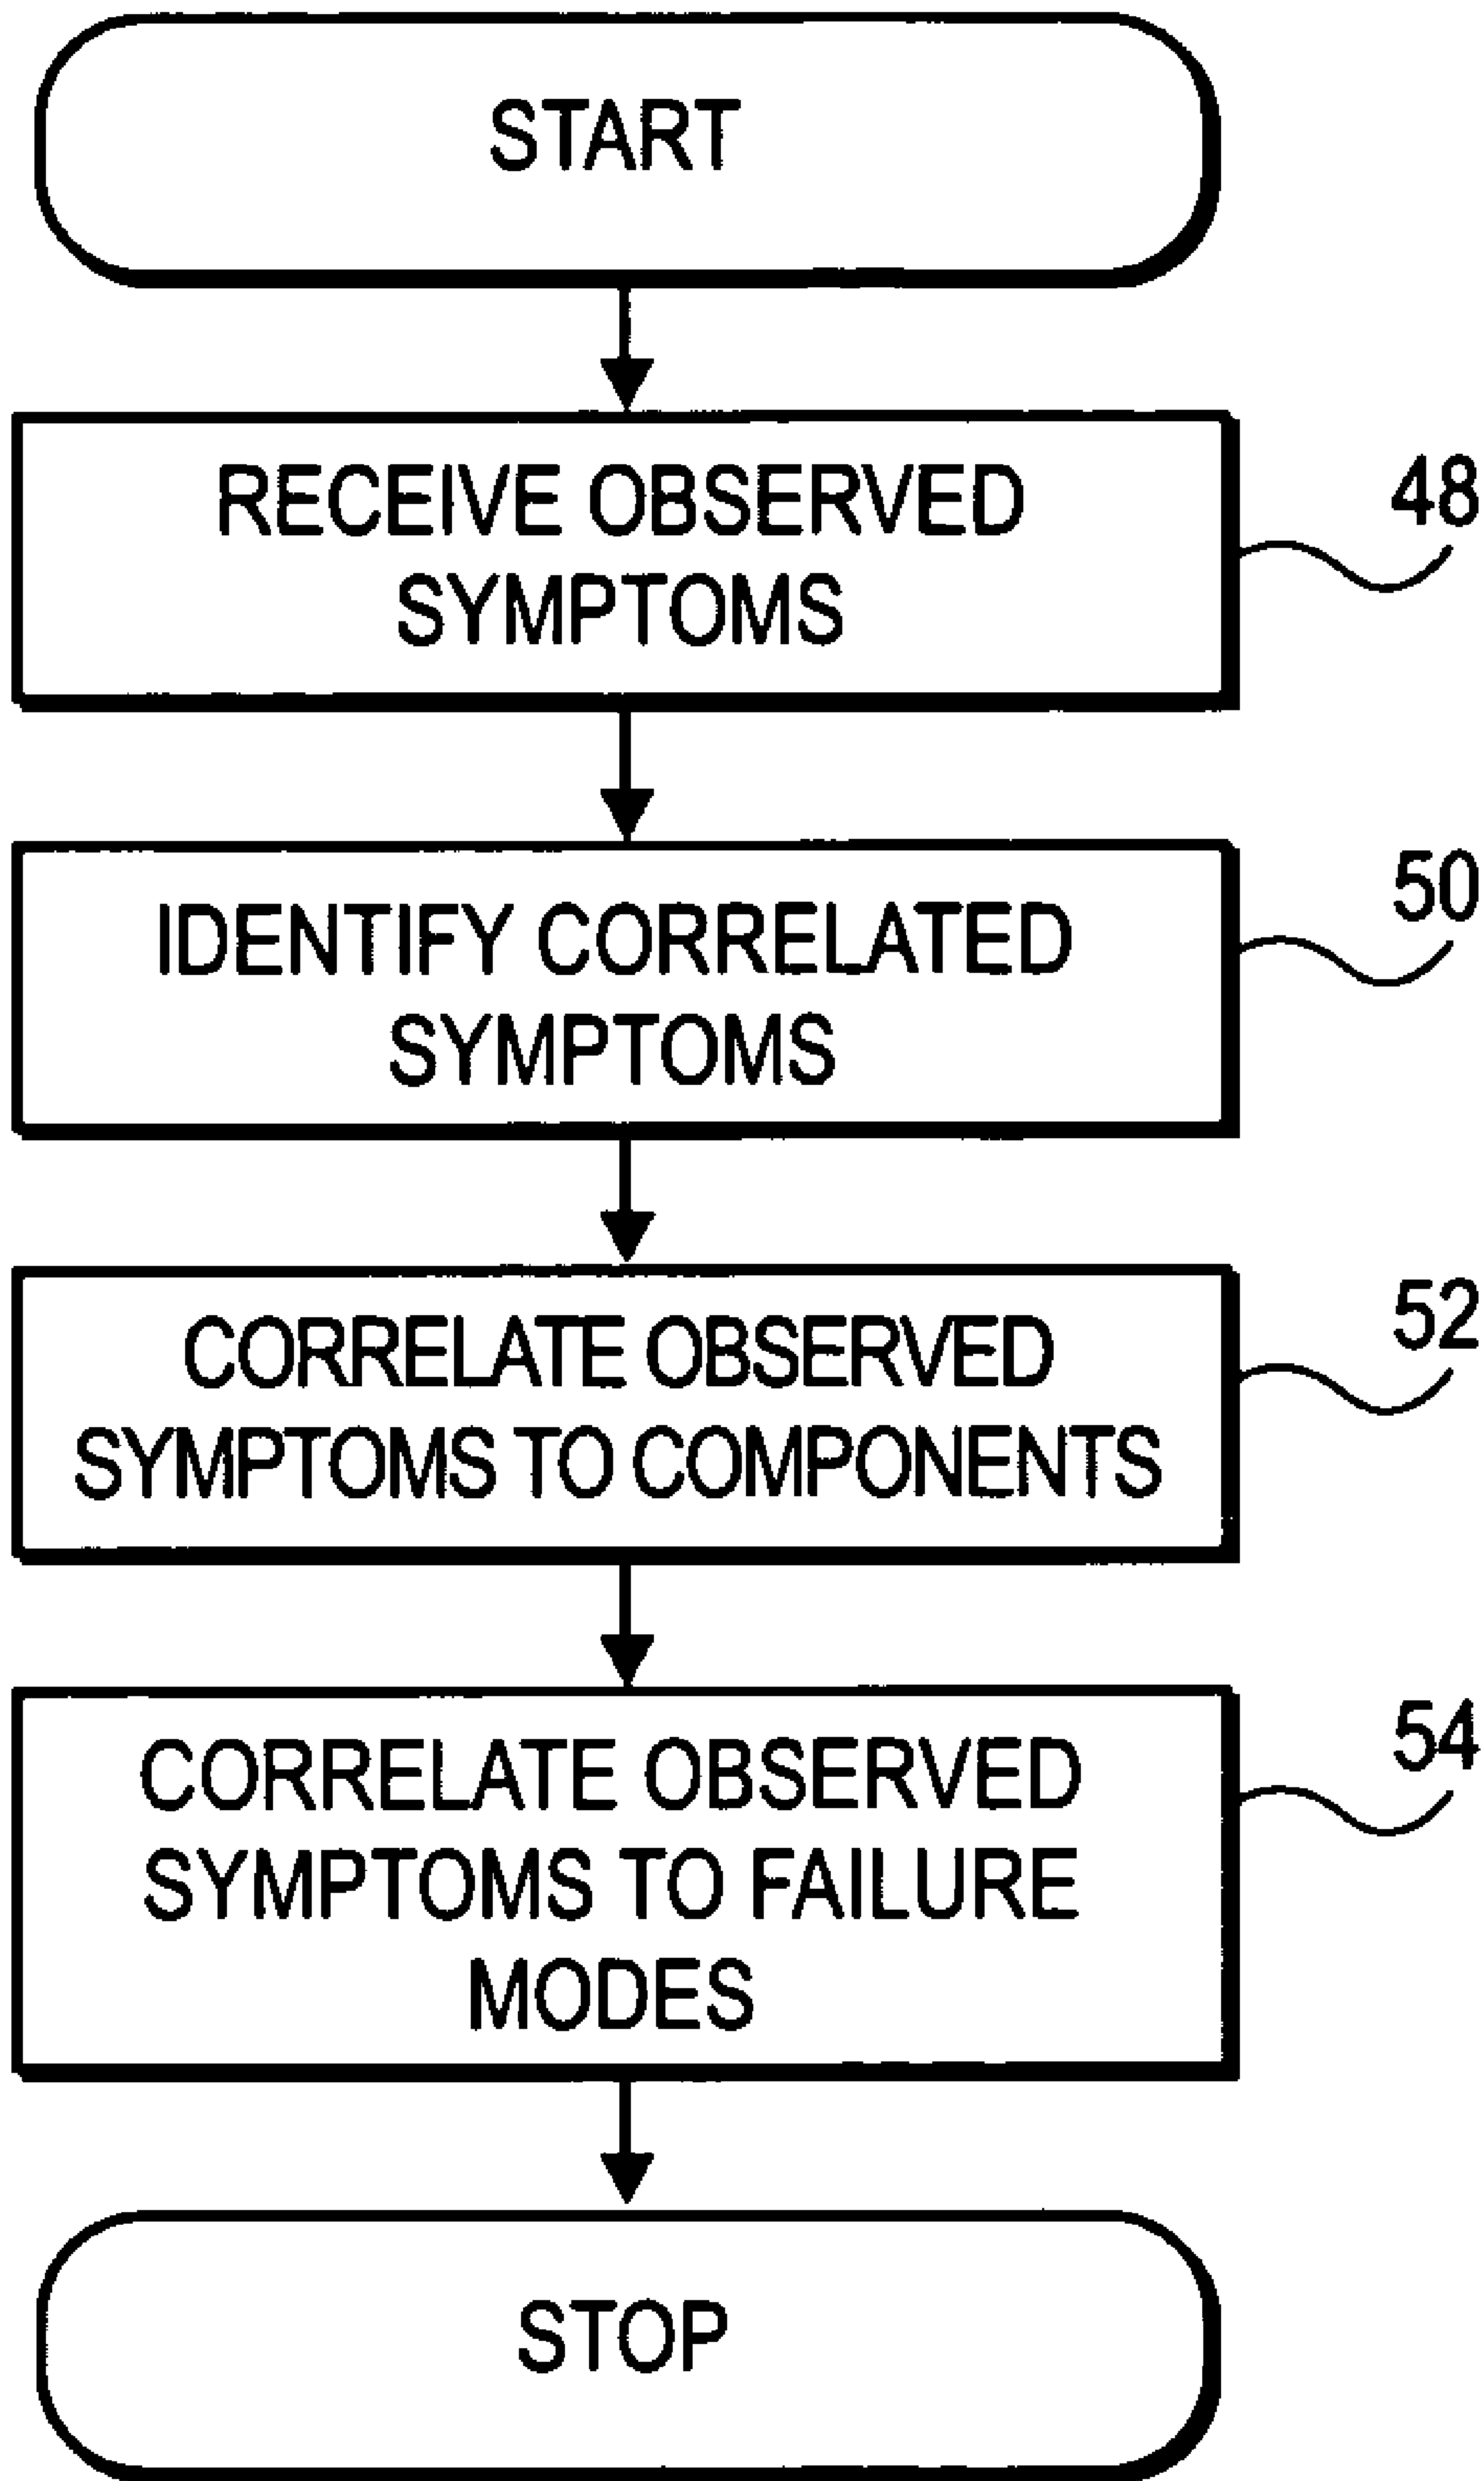 START
RECEIVE OBSERVED
SYMPTOMS
48
IDENTIFY CORRELATED
SYMPTOMS
50
CORRELATE OBSERVED
SYMPTOMS TO COMPONENTS
52
CORRELATE OBSERVED
SYMPTOMS TO FAILURE
MODES
54
STOP